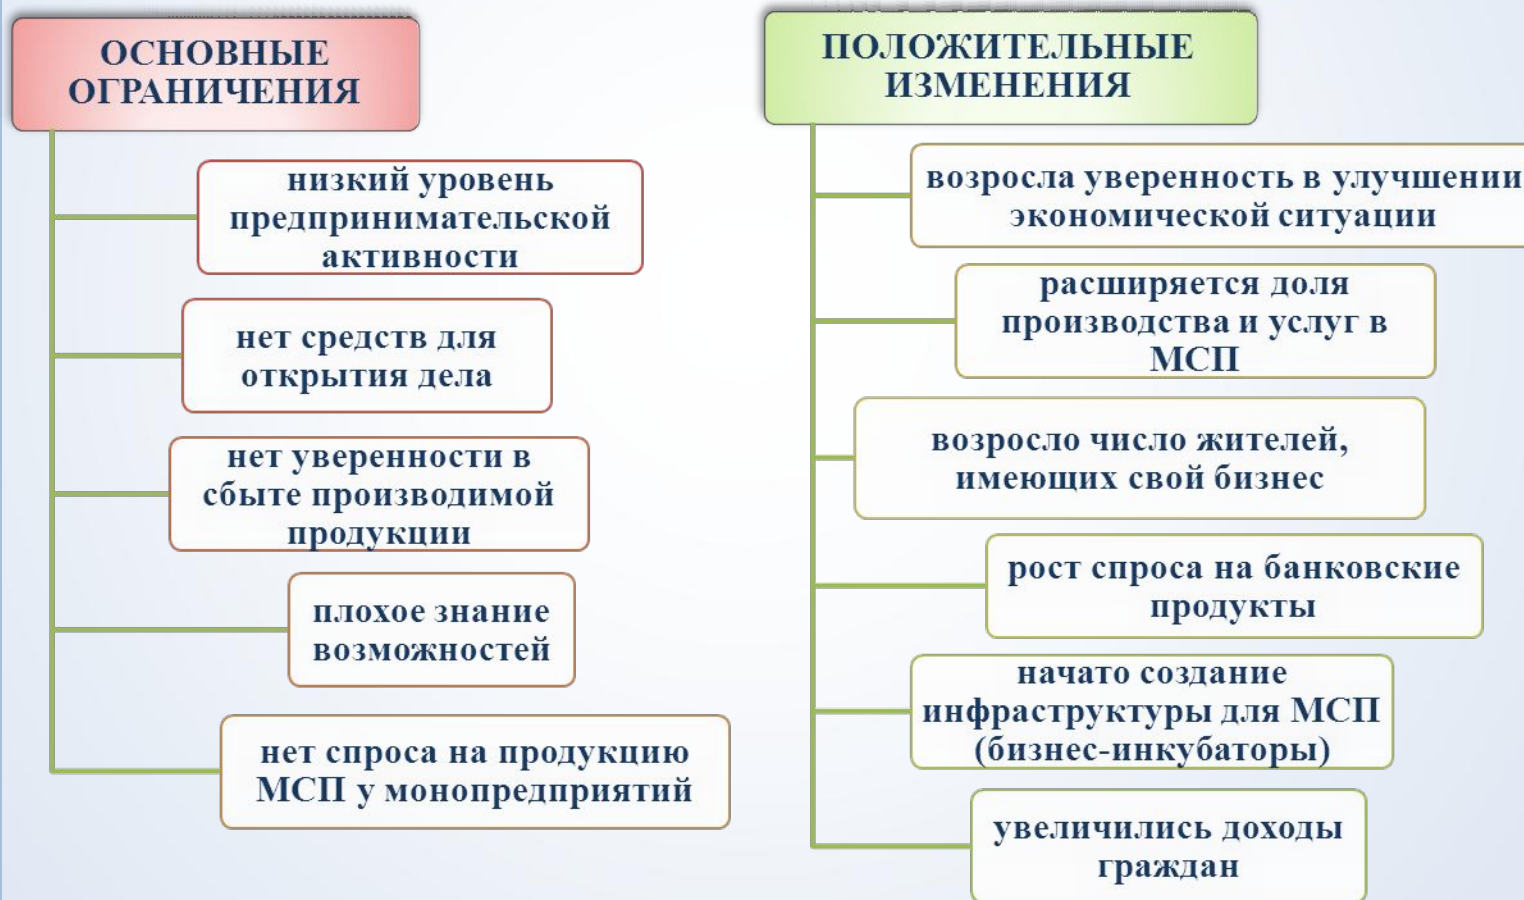 ОСНОВНЫЕ
ОГРАНИЧЕНИЯ
низкий уровень
предпринимательской
активности
нет средств для
открытия дела
нет уверенности в
сбыте производимой
продукции
плохое знание
возможностей
нет спроса на продукцию
МСП у монопредприятий
ПОЛОЖИТЕЛЬНЫЕ
ИЗМЕНЕНИЯ
возросла уверенность в улучшении
экономической ситуации
расширяется доля
производства и услуг в
МСП
возросло число жителей,
имеющих свой бизнес
рост спроса на банковские
продукты
начато создание
инфраструктуры для МСП
(бизнес-инкубаторы)
увеличились доходы
граждан